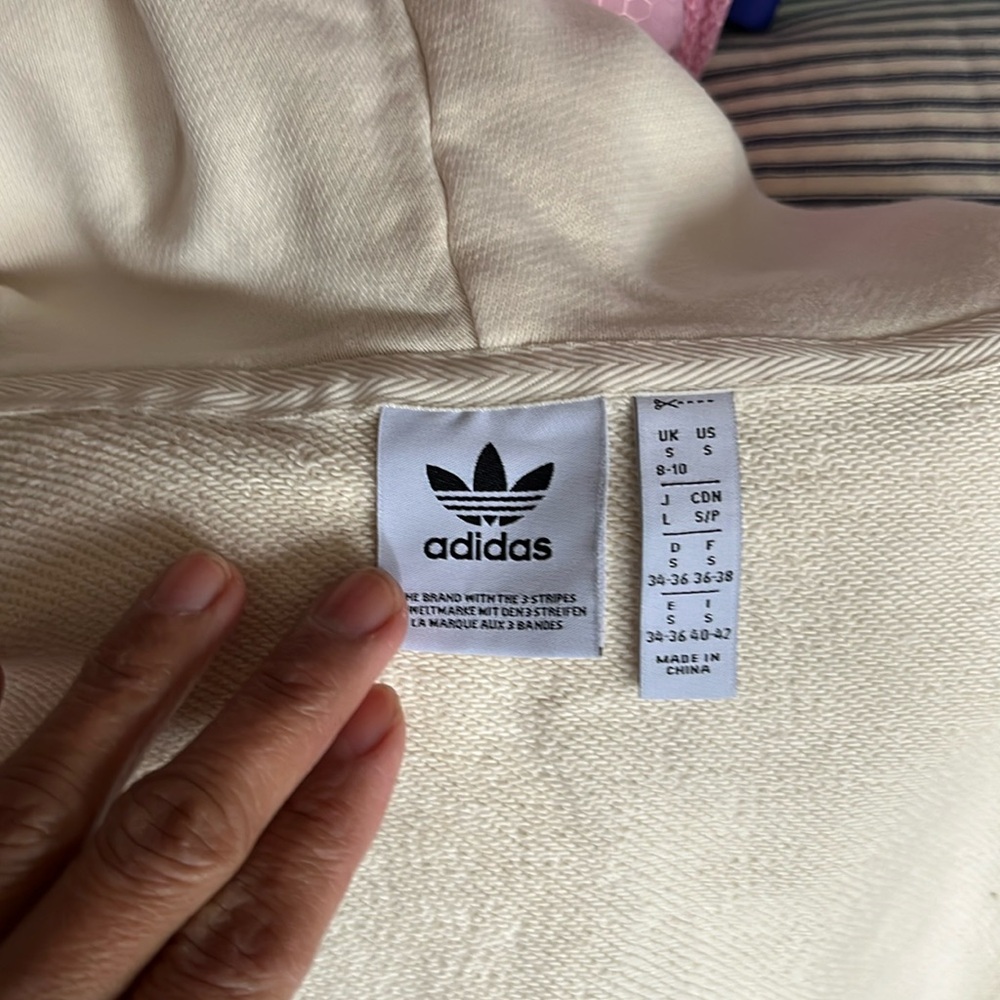 adidas
HE BRAND WITH THE 3 STRIPES
WELTMARKE MIT DEN 3 STREIFEN
LA MARQUE AUX 3 BANDES
UK US
S S
8-10
J CDN
L S/P
D F
S S
34-36 36-38
E I
S S
34-36 40-42
MADE IN
CHINA